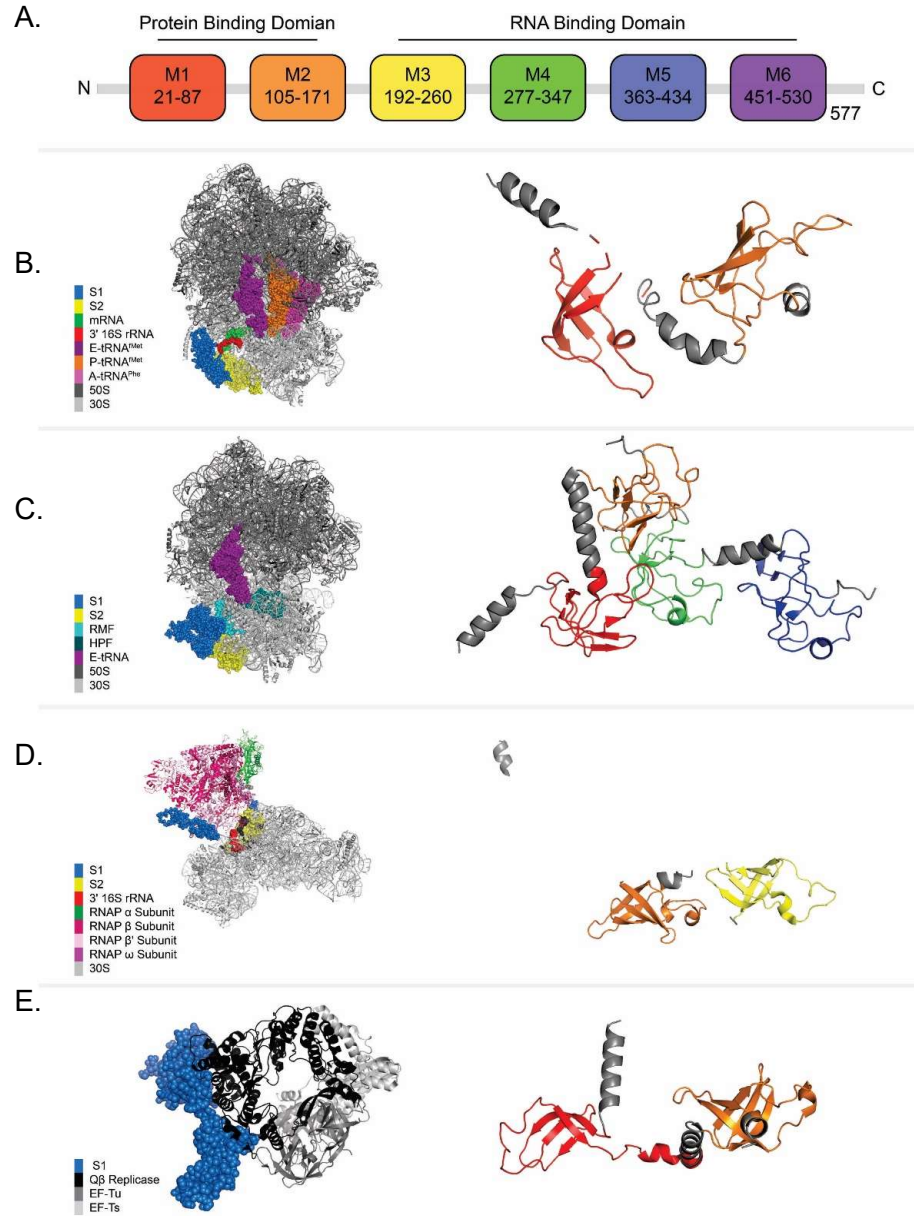 A.
Protein Binding Domian
RNA Binding Domain
N
M1
21-87
M2
105-171
M3
192-260
M4
277-347
M5
363-434
M6
451-530
C
577
B.
S1
S2
mRNA
3' 16S rRNA
E-tRNAfMet
P-tRNAfMet
A-tRNAPhe
50S
30S
C.
S1
S2
RMF
HPF
E-tRNA
50S
30S
D.
S1
S2
3' 16S rRNA
RNAP α Subunit
RNAP β Subunit
RNAP β' Subunit
RNAP ω Subunit
30S
E.
S1
Qβ Replicase
EF-Tu
EF-Ts